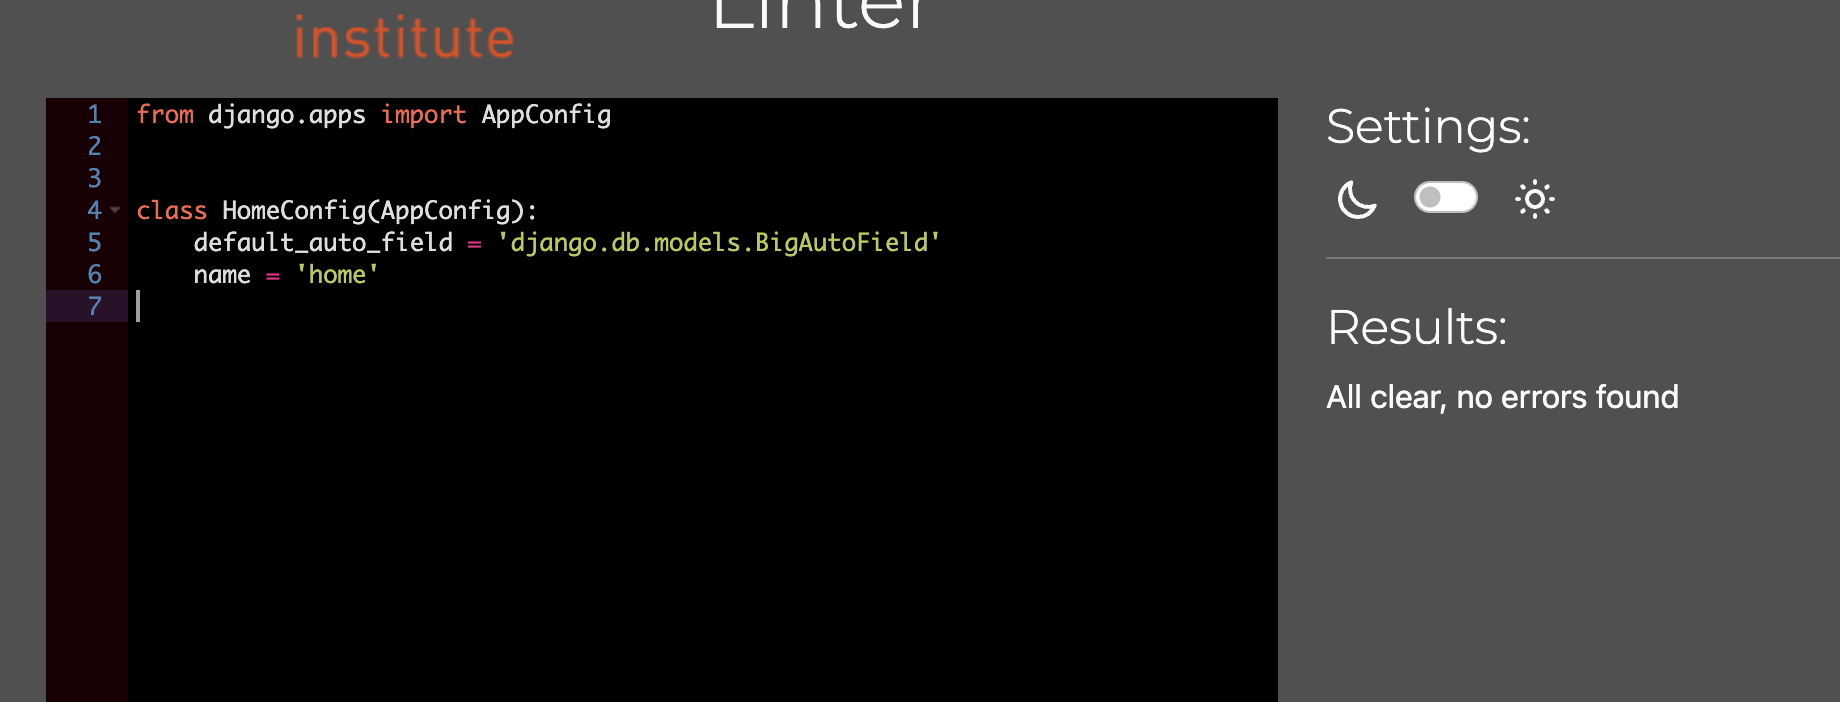 Linter
institute
1 from django.apps import AppConfig
2
3
4 class HomeConfig(AppConfig):
5     default_auto_field = 'django.db.models.BigAutoField'
6     name = 'home'
7
Settings:
Results:
All clear, no errors found